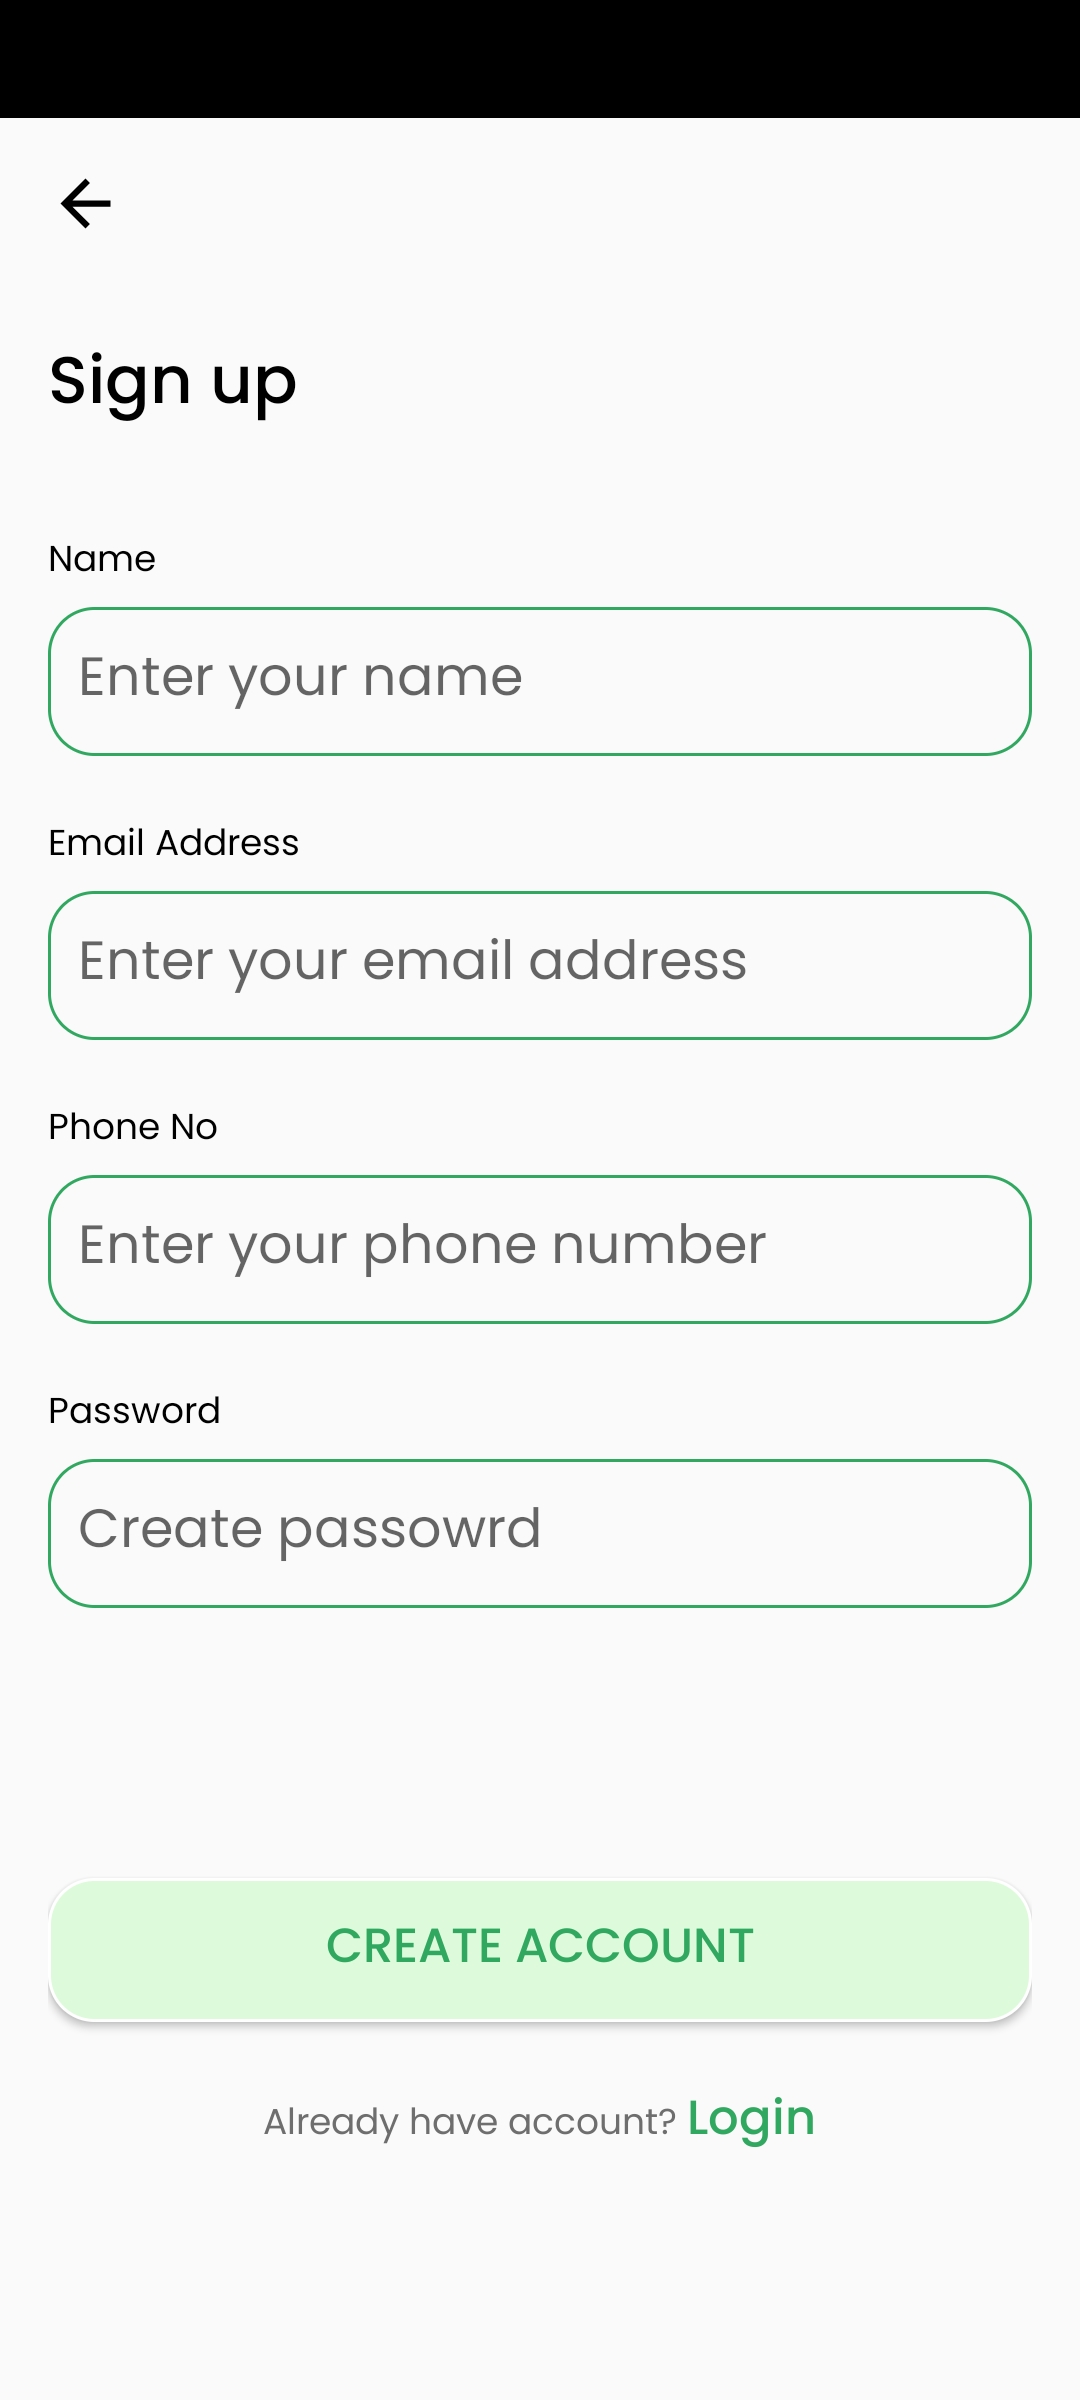 Sign up
Name
Enter your name
Email Address
Enter your email address
Phone No
Enter your phone number
Password
Create passowrd
CREATE ACCOUNT
Already have account? Login